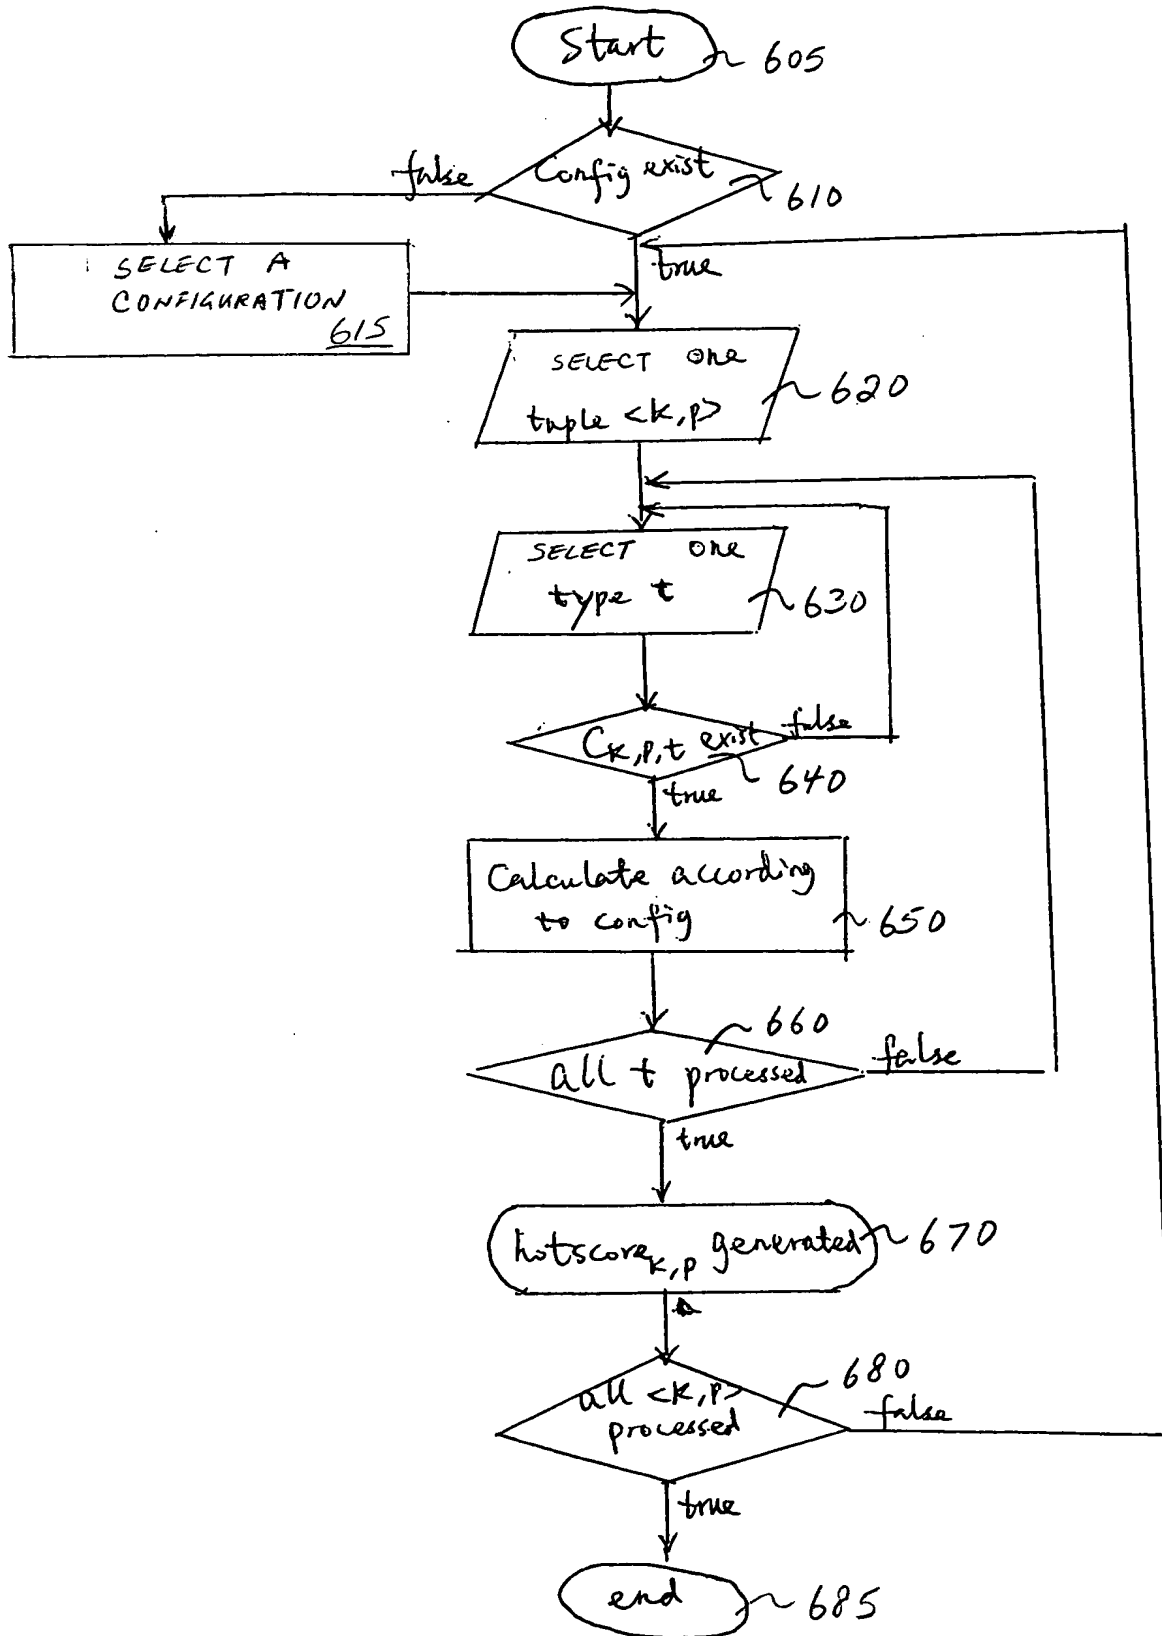 Start
605
Config exist
false
610
true
SELECT A
CONFIGURATION
615
SELECT one
tuple <k,p>
620
SELECT one
type t
630
Ck,p,t exist
false
640
true
Calculate according
to config
650
660
all t processed
false
true
hotscorek,p generated
670
680
all <k,p>
processed
false
true
end
685